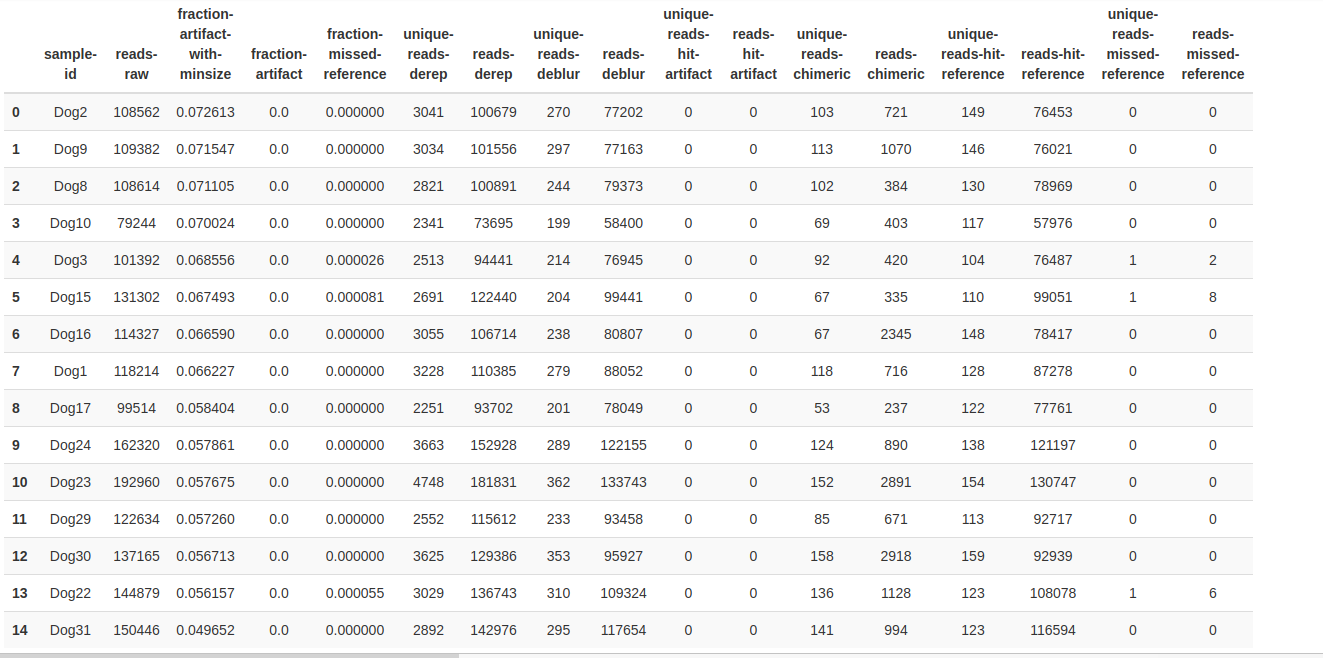 sample-id reads-raw fraction-artifact-with-minsize fraction-artifact fraction-missed-reference unique-reads-derep reads-derep unique-reads-deblur reads-deblur unique-reads-hit-artifact reads-hit-artifact unique-reads-chimeric reads-chimeric unique-reads-hit-reference reads-hit-reference unique-reads-missed-reference reads-missed-reference
0 Dog2 108562 0.072613 0.0 0.000000 3041 100679 270 77202 0 0 103 721 149 76453 0 0
1 Dog9 109382 0.071547 0.0 0.000000 3034 101556 297 77163 0 0 113 1070 146 76021 0 0
2 Dog8 108614 0.071105 0.0 0.000000 2821 100891 244 79373 0 0 102 384 130 78969 0 0
3 Dog10 79244 0.070024 0.0 0.000000 2341 73695 199 58400 0 0 69 403 117 57976 0 0
4 Dog3 101392 0.068556 0.0 0.000026 2513 94441 214 76945 0 0 92 420 104 76487 1 2
5 Dog15 131302 0.067493 0.0 0.000081 2691 122440 204 99441 0 0 67 335 110 99051 1 8
6 Dog16 114327 0.066590 0.0 0.000000 3055 106714 238 80807 0 0 67 2345 148 78417 0 0
7 Dog1 118214 0.066227 0.0 0.000000 3228 110385 279 88052 0 0 118 716 128 87278 0 0
8 Dog17 99514 0.058404 0.0 0.000000 2251 93702 201 78049 0 0 53 237 122 77761 0 0
9 Dog24 162320 0.057861 0.0 0.000000 3663 152928 289 122155 0 0 124 890 138 121197 0 0
10 Dog23 192960 0.057675 0.0 0.000000 4748 181831 362 133743 0 0 152 2891 154 130747 0 0
11 Dog29 122634 0.057260 0.0 0.000000 2552 115612 233 93458 0 0 85 671 113 92717 0 0
12 Dog30 137165 0.056713 0.0 0.000000 3625 129386 353 95927 0 0 158 2918 159 92939 0 0
13 Dog22 144879 0.056157 0.0 0.000055 3029 136743 310 109324 0 0 136 1128 123 108078 1 6
14 Dog31 150446 0.049652 0.0 0.000000 2892 142976 295 117654 0 0 141 994 123 116594 0 0